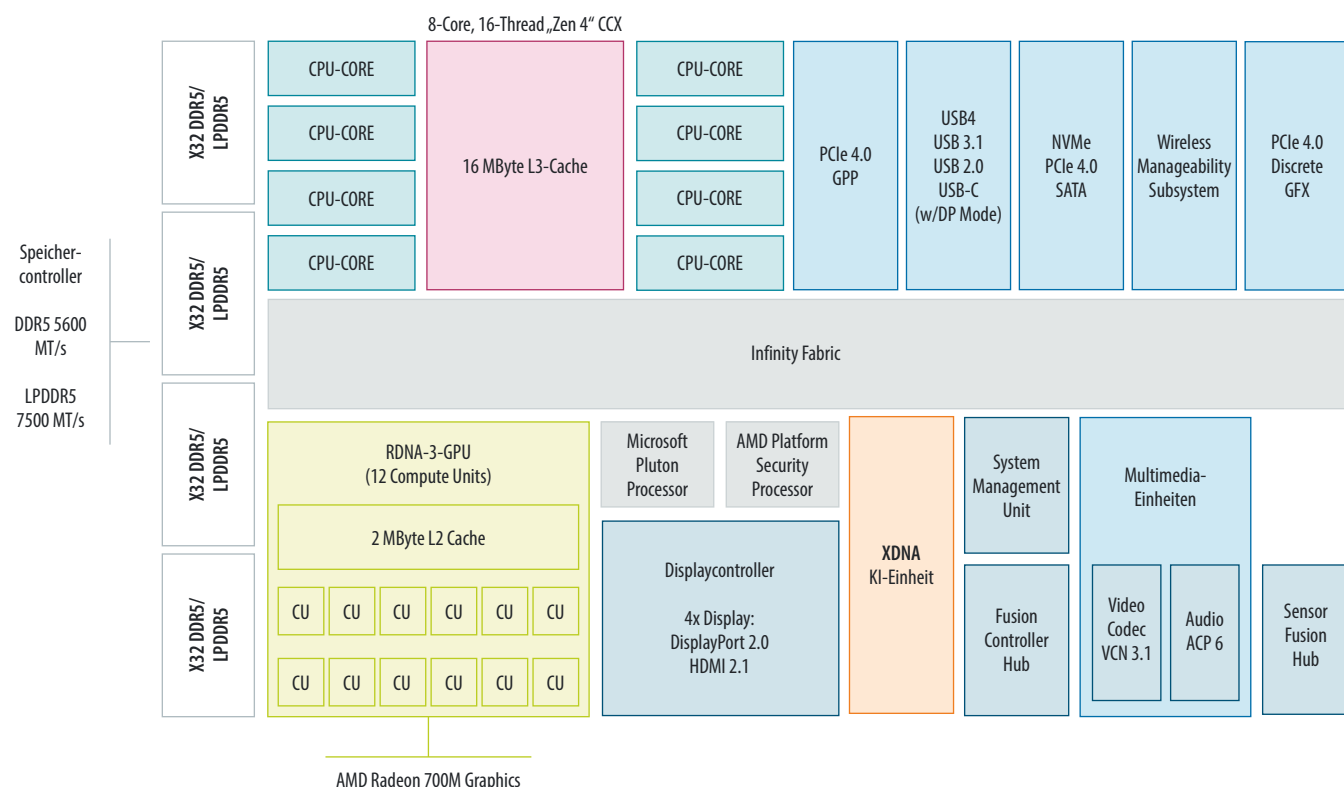 8-Core, 16-Thread „Zen 4“ CCX
X32 DDR5/
LPDDR5
X32 DDR5/
LPDDR5
X32 DDR5/
LPDDR5
X32 DDR5/
LPDDR5
Speicher-
controller
DDR5 5600
MT/s
LPDDR5
7500 MT/s
CPU-CORE
CPU-CORE
CPU-CORE
CPU-CORE
16 MByte L3-Cache
CPU-CORE
CPU-CORE
CPU-CORE
CPU-CORE
PCIe 4.0
GPP
USB4
USB 3.1
USB 2.0
USB-C
(w/DP Mode)
NVMe
PCIe 4.0
SATA
Wireless
Manageability
Subsystem
PCIe 4.0
Discrete
GFX
Infinity Fabric
RDNA-3-GPU
(12 Compute Units)
2 MByte L2 Cache
CU CU CU CU CU CU
CU CU CU CU CU CU
AMD Radeon 700M Graphics
Microsoft
Pluton
Processor
AMD Platform
Security
Processor
Displaycontroller
4x Display:
DisplayPort 2.0
HDMI 2.1
XDNA
KI-Einheit
System
Management
Unit
Fusion
Controller
Hub
Multimedia-
Einheiten
Video
Codec
VCN 3.1
Audio
ACP 6
Sensor
Fusion
Hub